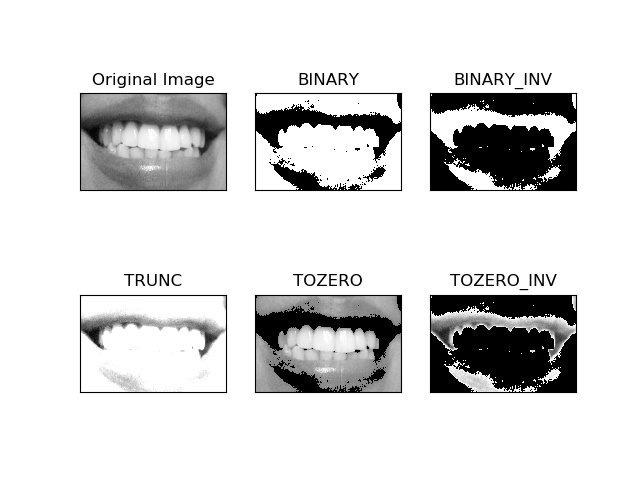 Original Image
BINARY
BINARY_INV
TRUNC
TOZERO
TOZERO_INV